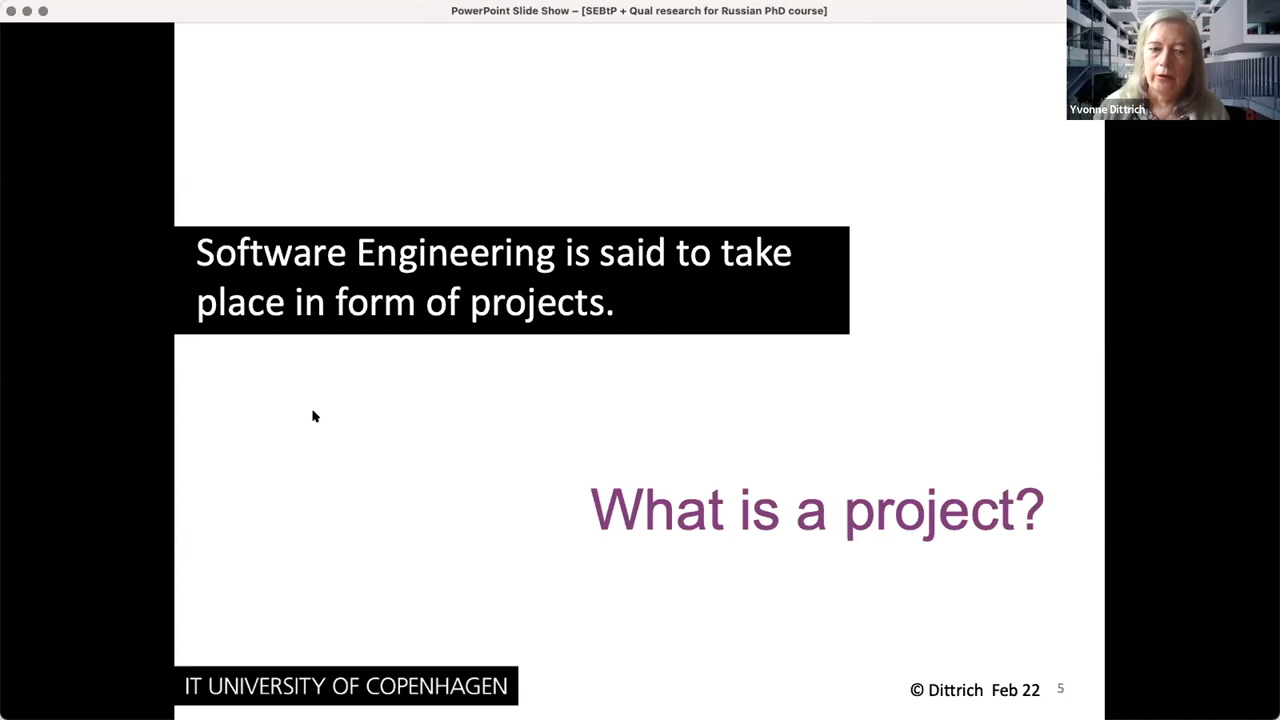 PowerPoint Slide Show – [SEBtP + Qual research for Russian PhD course]
Yvonne Dittrich
Software Engineering is said to take
place in form of projects.
What is a project?
IT UNIVERSITY OF COPENHAGEN
© Dittrich Feb 22 5